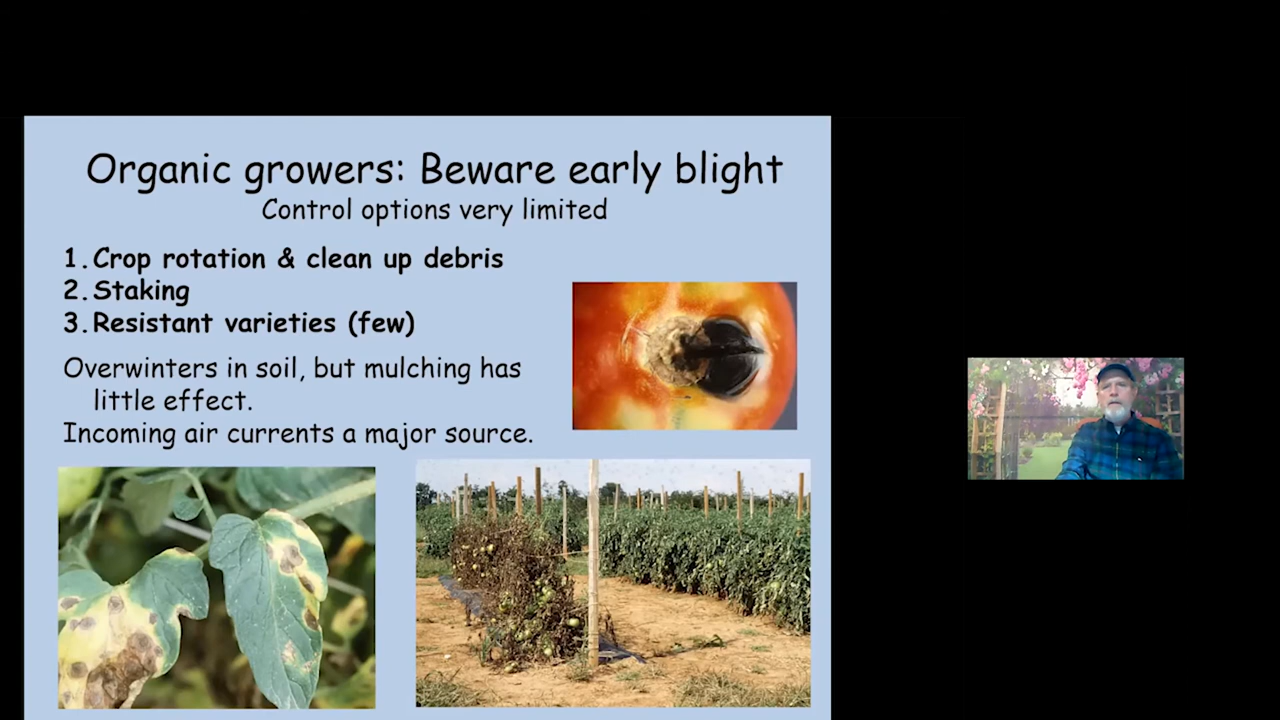 Organic growers: Beware early blight
Control options very limited
1. Crop rotation & clean up debris
2. Staking
3. Resistant varieties (few)
Overwinters in soil, but mulching has
little effect.
Incoming air currents a major source.